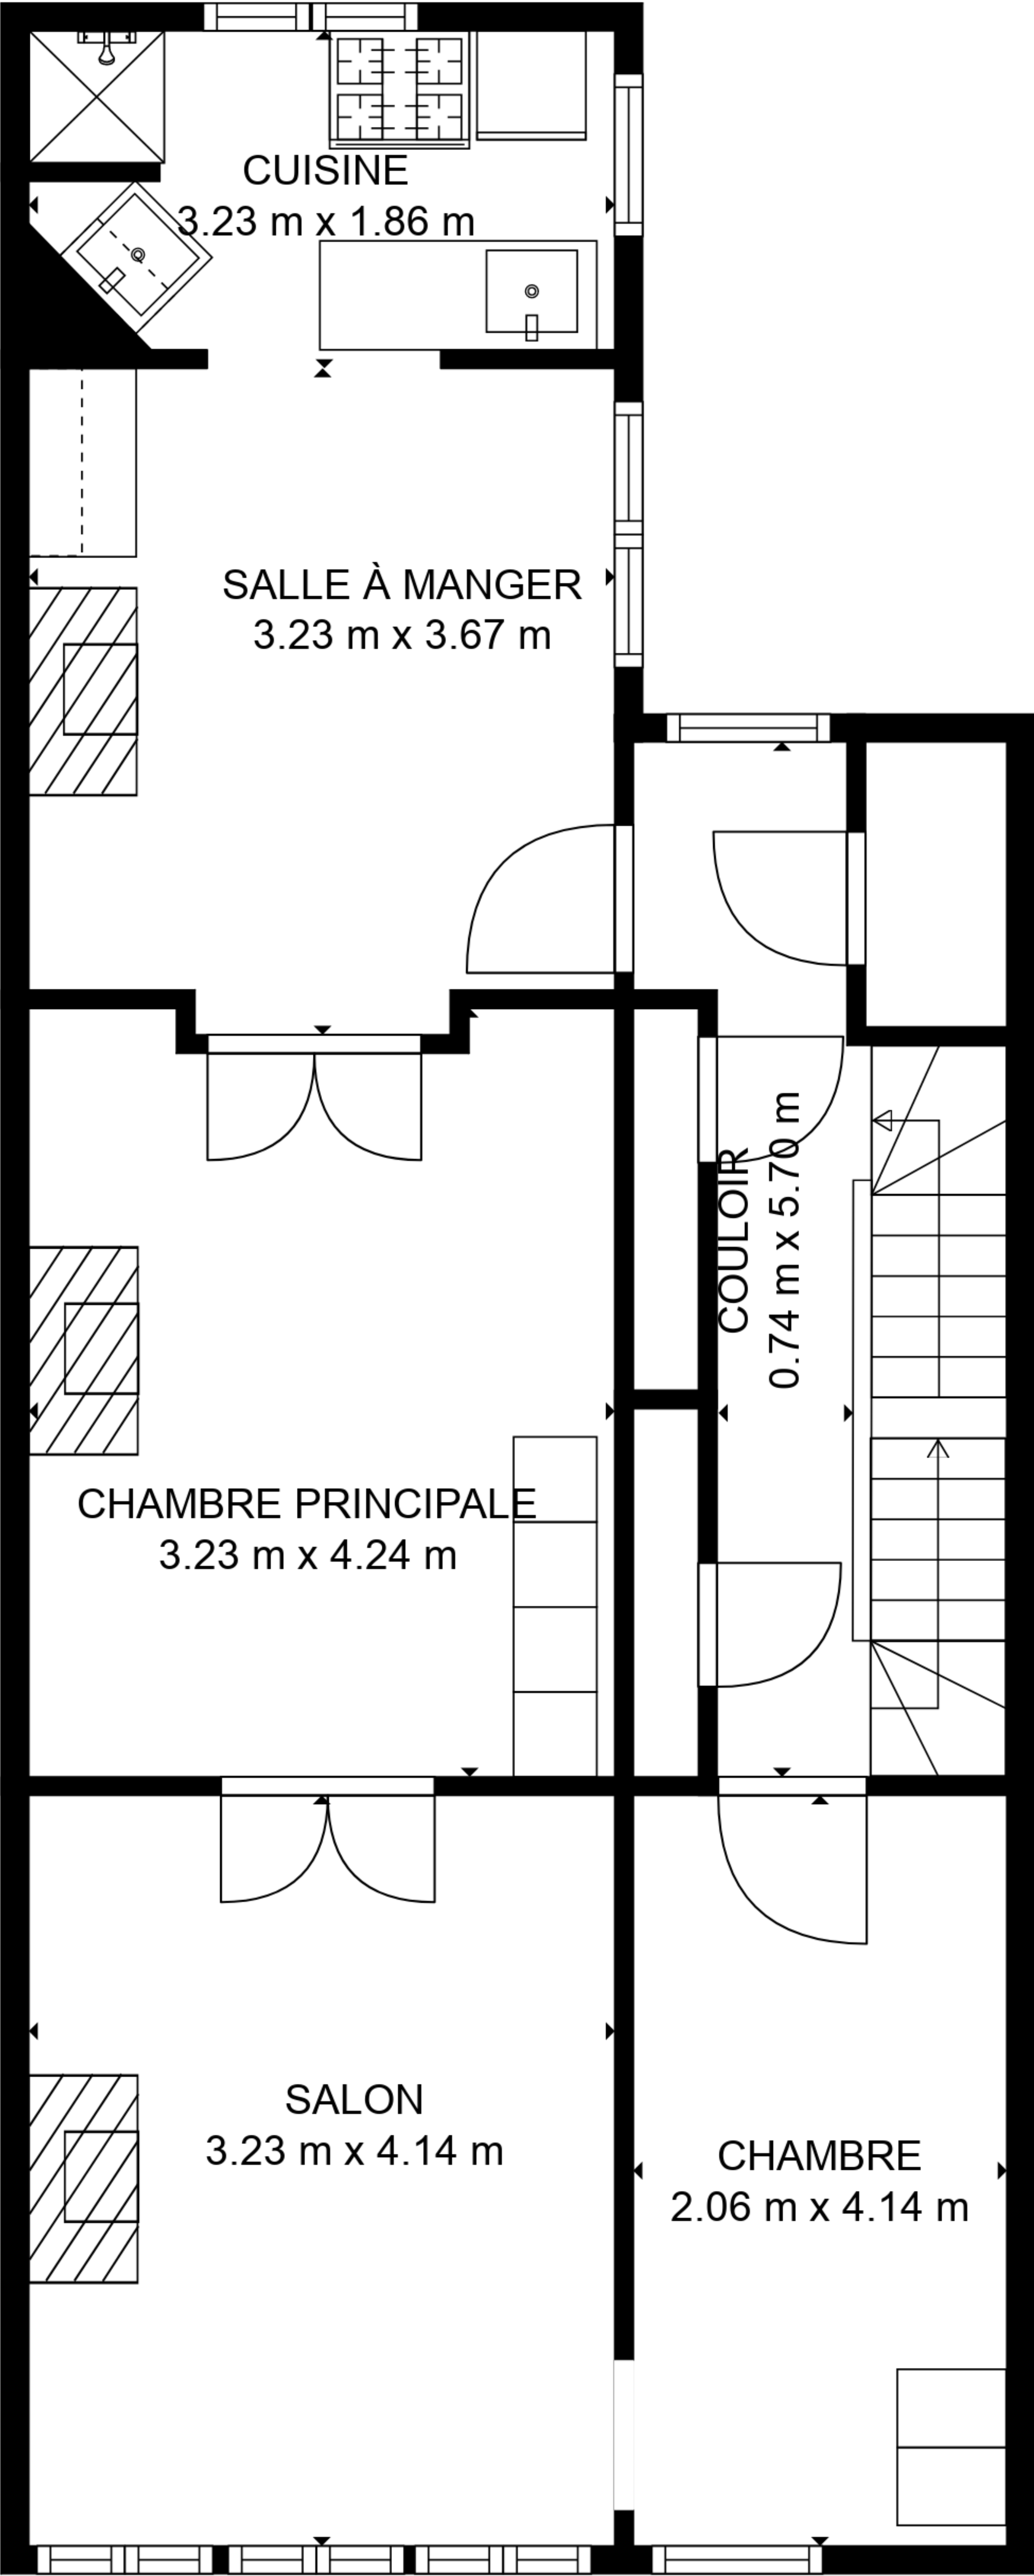 CUISINE
3.23 m x 1.86 m
SALLE À MANGER
3.23 m x 3.67 m
COULOIR
0.74 m x 5.70 m
CHAMBRE PRINCIPALE
3.23 m x 4.24 m
SALON
3.23 m x 4.14 m
CHAMBRE
2.06 m x 4.14 m